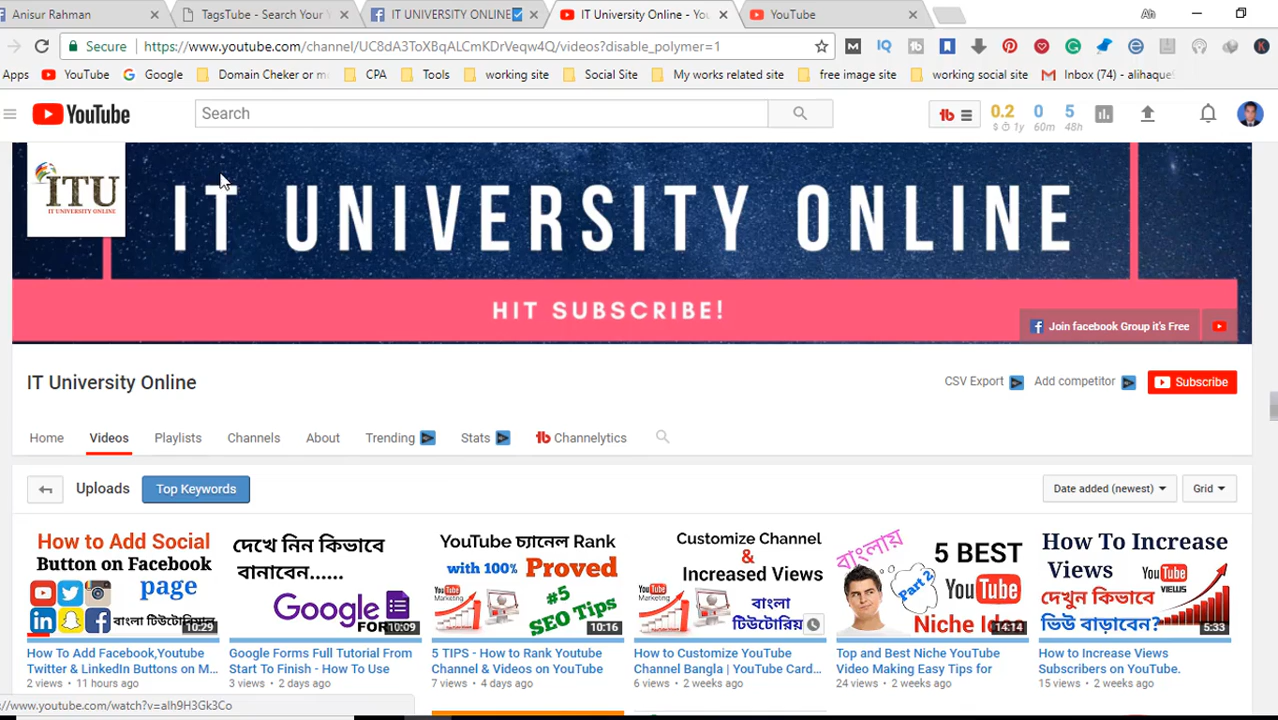 Anisur Rahman
TagsTube - Search Your
IT UNIVERSITY ONLINE
IT University Online - You
YouTube
Secure
https://www.youtube.com/channel/UC8dA3ToXBqALCmKDrVeqw4Q/videos?disable_polymer=1
Apps
YouTube
Google
Domain Cheker or m
CPA
Tools
working site
Social Site
My works related site
free image site
working social site
Inbox (74) - alihaque
YouTube
Search
0.2 0 5
$ 1y 60m 48h
ITU
IT UNIVERSITY ONLINE
IT UNIVERSITY ONLINE
HIT SUBSCRIBE!
Join facebook Group it's Free
IT University Online
CSV Export
Add competitor
Subscribe
Home
Videos
Playlists
Channels
About
Trending
Stats
Channelytics
Uploads
Top Keywords
Date added (newest)
Grid
How to Add Social
Button on Facebook
page
বাংলা টিউটোরিয়াল
10:29
How To Add Facebook,Youtube
Twitter & LinkedIn Buttons on M...
2 views • 11 hours ago
দেখে নিন কিভাবে
বানাবেন......
Google
FOR
10:09
Google Forms Full Tutorial From
Start To Finish - How To Use
3 views • 2 days ago
YouTube চ্যানেল Rank
with 100% Proved
#5
SEO Tips
10:16
5 TIPS - How to Rank Youtube
Channel & Videos on YouTube
7 views • 4 days ago
Customize Channel
&
Increased Views
বাংলা
টিউটোরিয়
How to Customize YouTube
Channel Bangla | YouTube Card...
6 views • 2 weeks ago
বাংলায়
5 BEST
YouTube
Part 2
Niche Ide
14:14
Top and Best Niche YouTube
Video Making Easy Tips for
24 views • 2 weeks ago
How To Increase
Views
YouTube
VIEWS
দেখুন কিভাবে
ভিউ বাড়াবেন?
5:33
How to Increase Views
Subscribers on YouTube.
15 views • 2 weeks ago
://www.youtube.com/watch?v=alh9H3Gk3Co